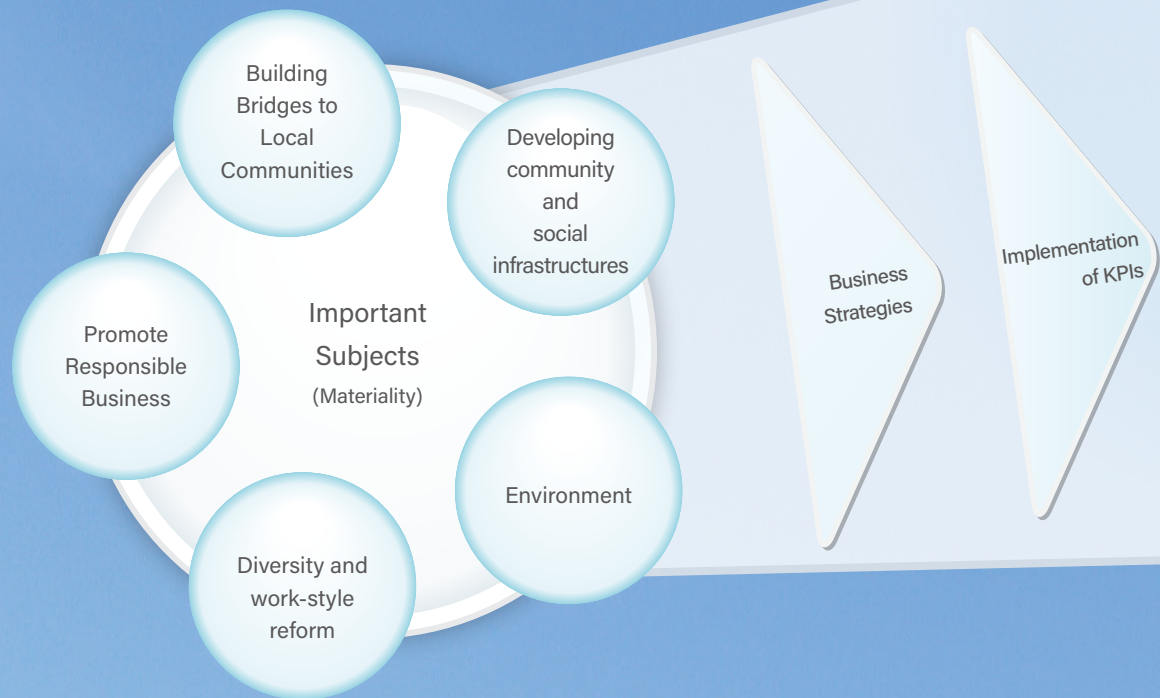 Building
Bridges to
Local
Communities
Developing
community
and
social
infrastructures
Promote
Responsible
Business
Important
Subjects
(Materiality)
Environment
Diversity and
work-style
reform
Business
Strategies
Implementation
of KPIs